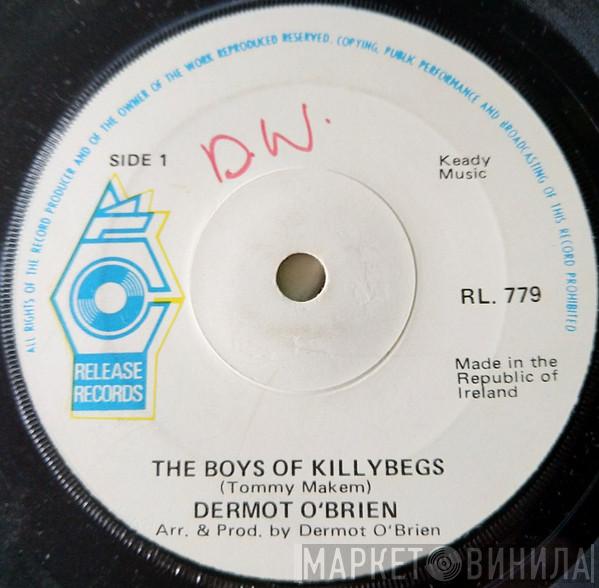 ALL RIGHTS OF THE RECORD PRODUCER AND OF THE OWNER OF THE WORK REPRODUCED RESERVED. COPYING, PUBLIC PERFORMANCE AND BROADCASTING OF THIS RECORD PROHIBITED
SIDE 1
D.W.
Keady
Music
RL. 779
RELEASE
RECORDS
Made in the
Republic of
Ireland
THE BOYS OF KILLYBEGS
(Tommy Makem)
DERMOT O'BRIEN
Arr. & Prod. by Dermot O'Brien
МАРКЕТ ВИНИЛА